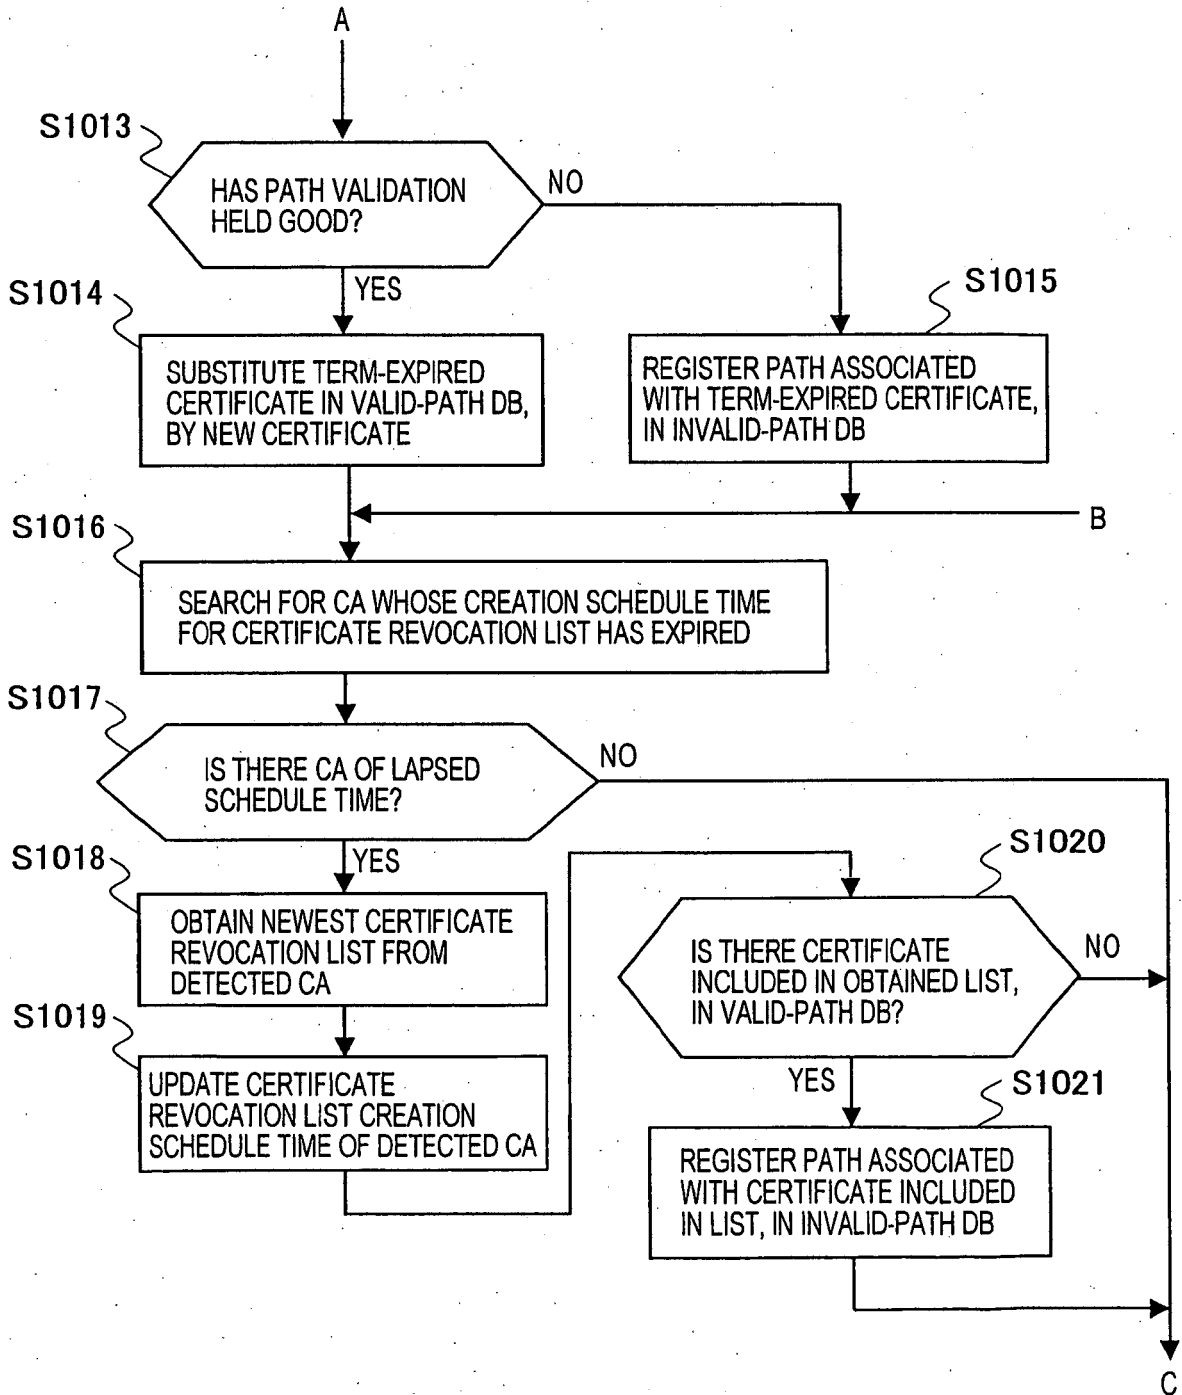 A
S1013
HAS PATH VALIDATION
HELD GOOD?
NO
YES
S1014
SUBSTITUTE TERM-EXPIRED
CERTIFICATE IN VALID-PATH DB,
BY NEW CERTIFICATE
S1015
REGISTER PATH ASSOCIATED
WITH TERM-EXPIRED CERTIFICATE,
IN INVALID-PATH DB
B
S1016
SEARCH FOR CA WHOSE CREATION SCHEDULE TIME
FOR CERTIFICATE REVOCATION LIST HAS EXPIRED
S1017
IS THERE CA OF LAPSED
SCHEDULE TIME?
NO
YES
S1018
OBTAIN NEWEST CERTIFICATE
REVOCATION LIST FROM
DETECTED CA
S1019
UPDATE CERTIFICATE
REVOCATION LIST CREATION
SCHEDULE TIME OF DETECTED CA
S1020
IS THERE CERTIFICATE
INCLUDED IN OBTAINED LIST,
IN VALID-PATH DB?
NO
YES
S1021
REGISTER PATH ASSOCIATED
WITH CERTIFICATE INCLUDED
IN LIST, IN INVALID-PATH DB
C